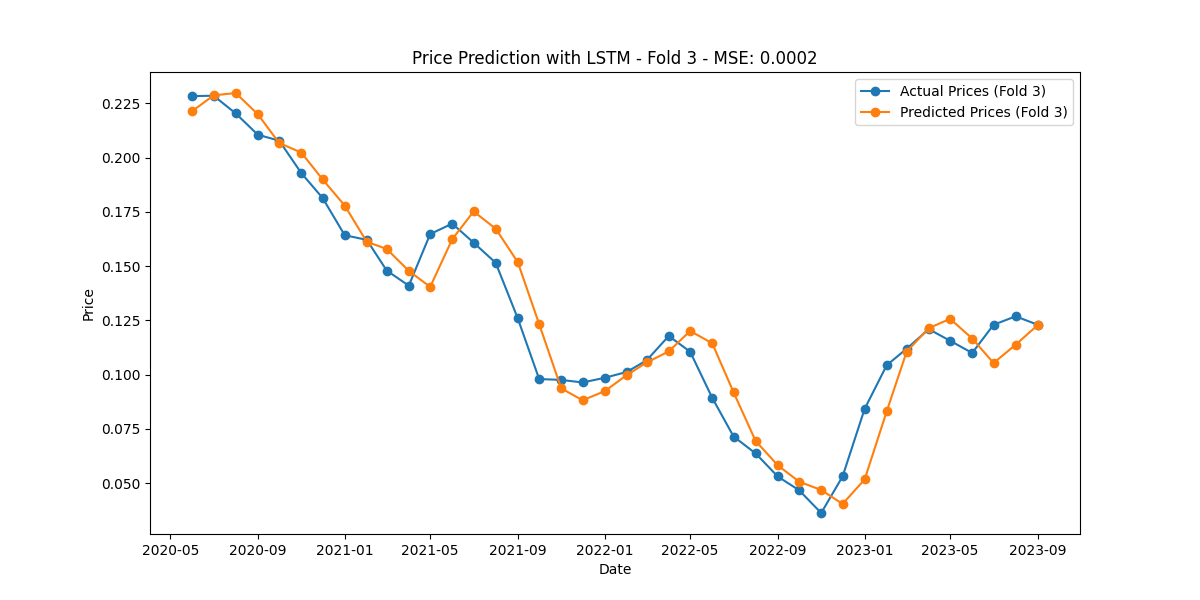 Price Prediction with LSTM - Fold 3 - MSE: 0.0002
Actual Prices (Fold 3)
Predicted Prices (Fold 3)
Price
0.225
0.200
0.175
0.150
0.125
0.100
0.075
0.050
2020-05 2020-09 2021-01 2021-05 2021-09 2022-01 2022-05 2022-09 2023-01 2023-05 2023-09
Date